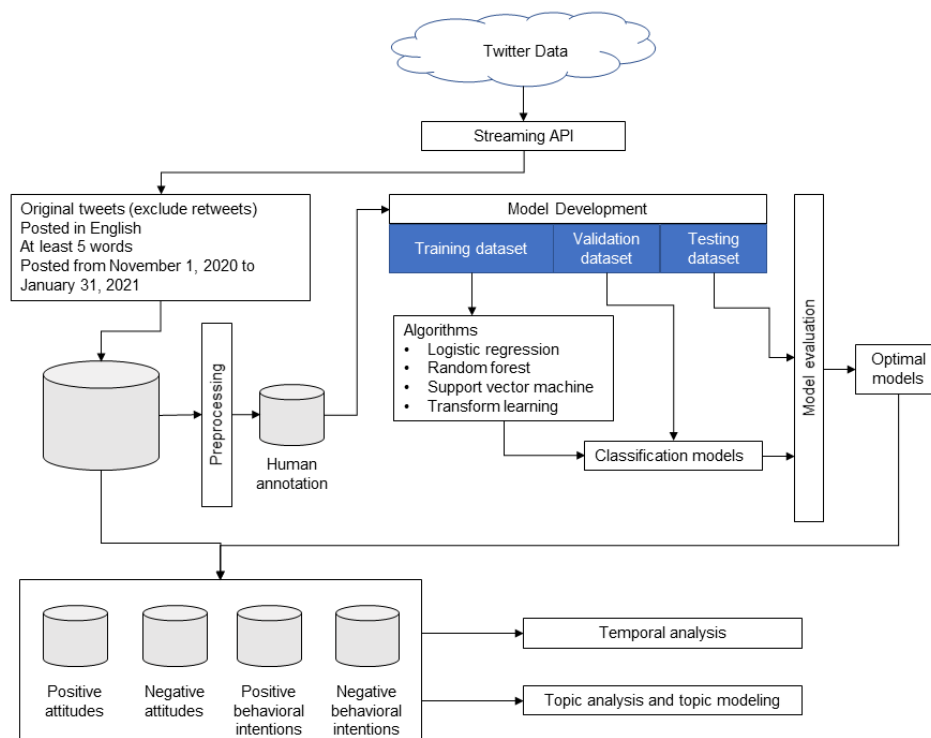 Twitter Data
Streaming API
Original tweets (exclude retweets)
Posted in English
At least 5 words
Posted from November 1, 2020 to
January 31, 2021
Model Development
Training dataset
Validation
dataset
Testing
dataset
Algorithms
• Logistic regression
• Random forest
• Support vector machine
• Transform learning
Preprocessing
Human
annotation
Classification models
Model evaluation
Optimal
models
Positive
attitudes
Negative
attitudes
Positive
behavioral
intentions
Negative
behavioral
intentions
Temporal analysis
Topic analysis and topic modeling